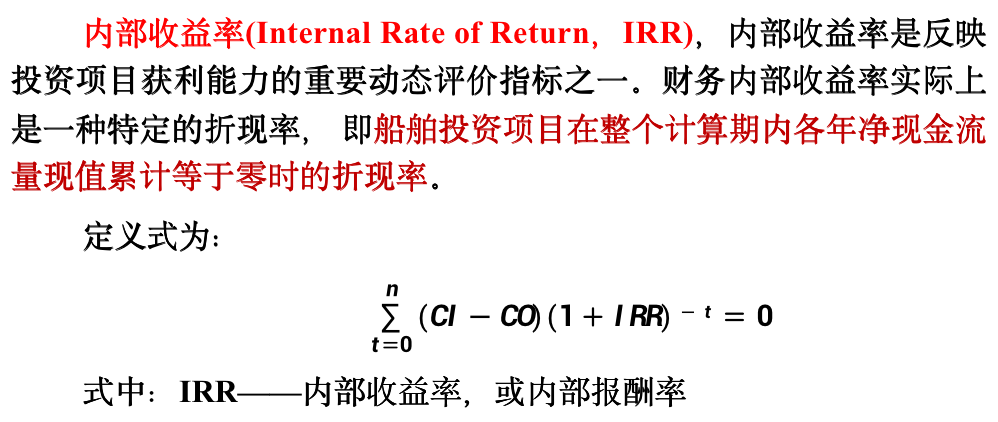 内部收益率(Internal Rate of Return，IRR)，内部收益率是反映
投资项目获利能力的重要动态评价指标之一。财务内部收益率实际上
是一种特定的折现率， 即船舶投资项目在整个计算期内各年净现金流
量现值累计等于零时的折现率。
定义式为：
n
∑ (CI − CO)(1 + IRR)^{− t} = 0
t=0
式中：IRR——内部收益率，或内部报酬率